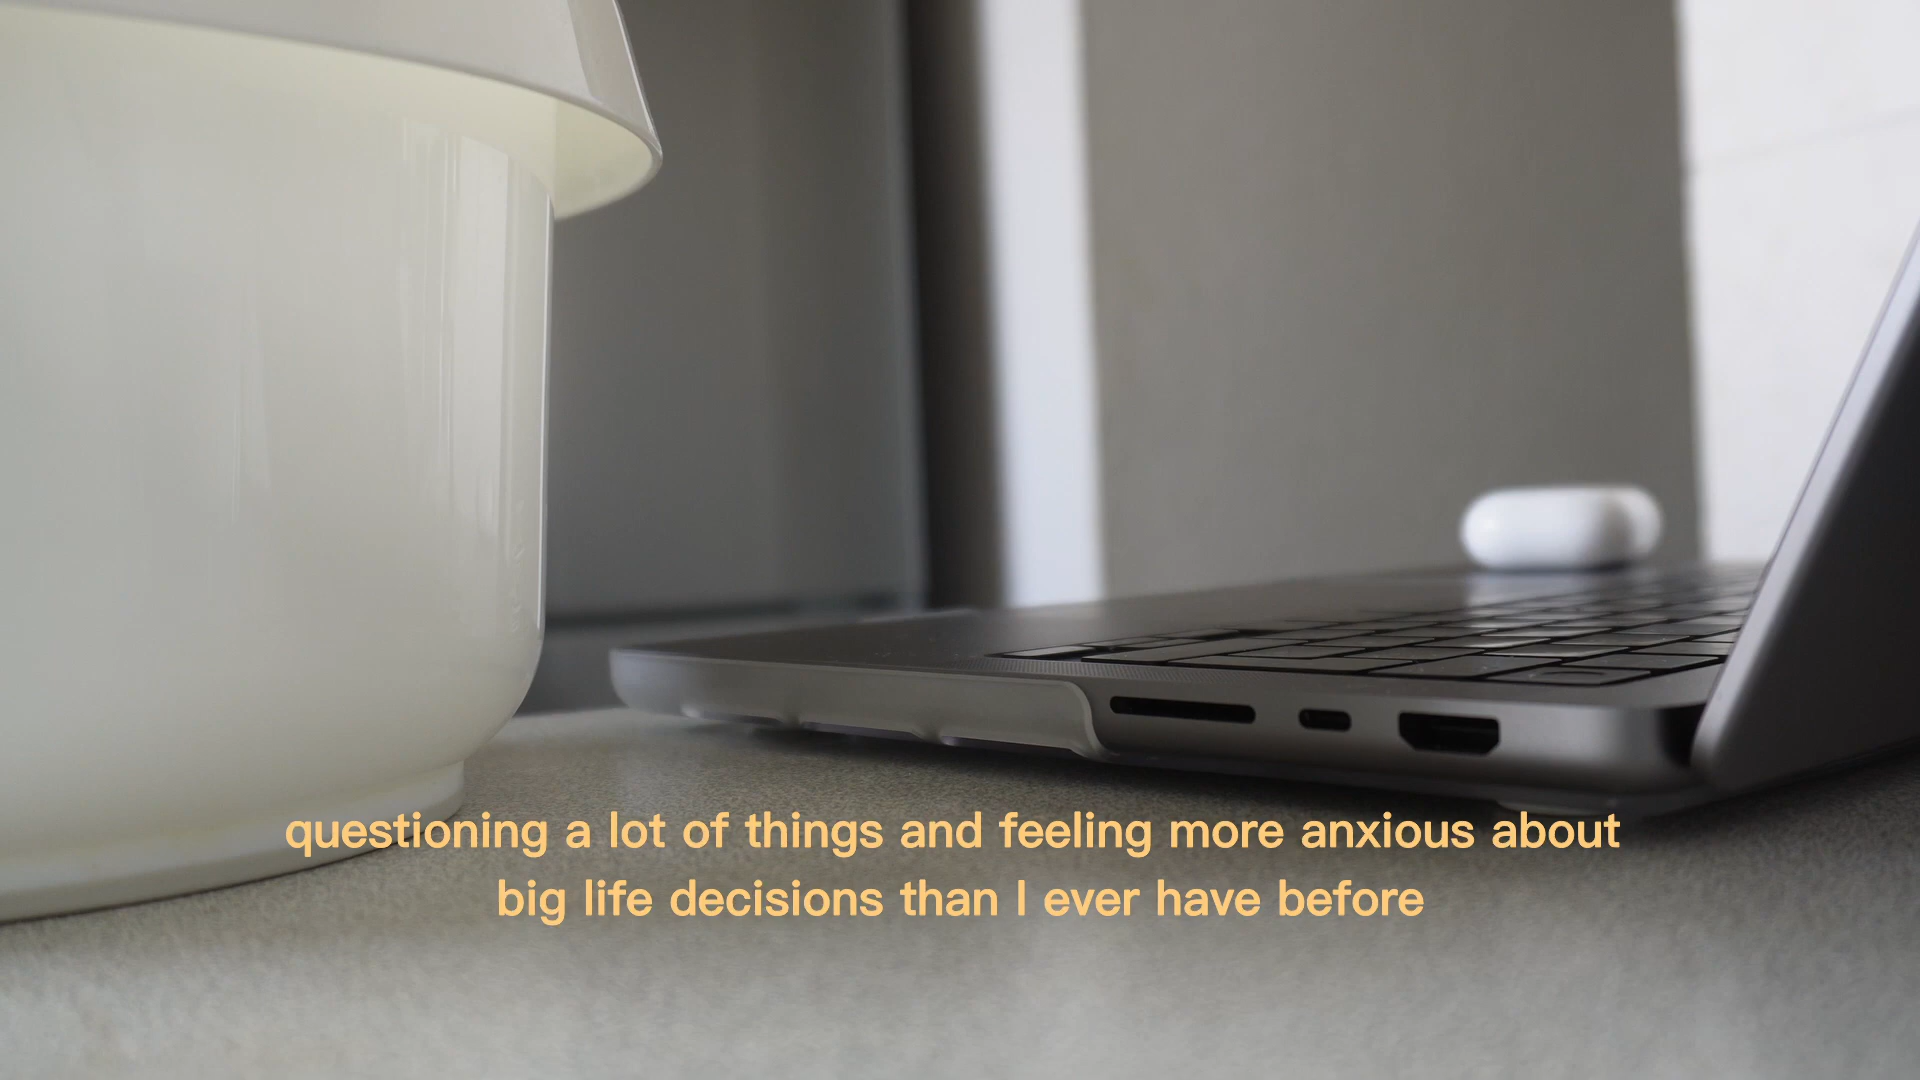 questioning a lot of things and feeling more anxious about
big life decisions than I ever have before